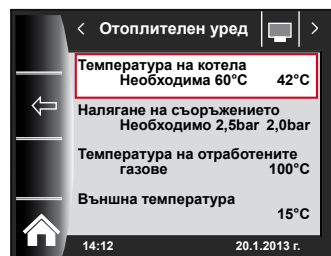 < Отоплителен уред >
Температура на котела
Необходима 60°C 42°C
Налягане на съоръжението
Необходимо 2,5bar 2,0bar
Температура на отработените
газове 100°C
Външна температура
15°C
14:12 20.1.2013 г.